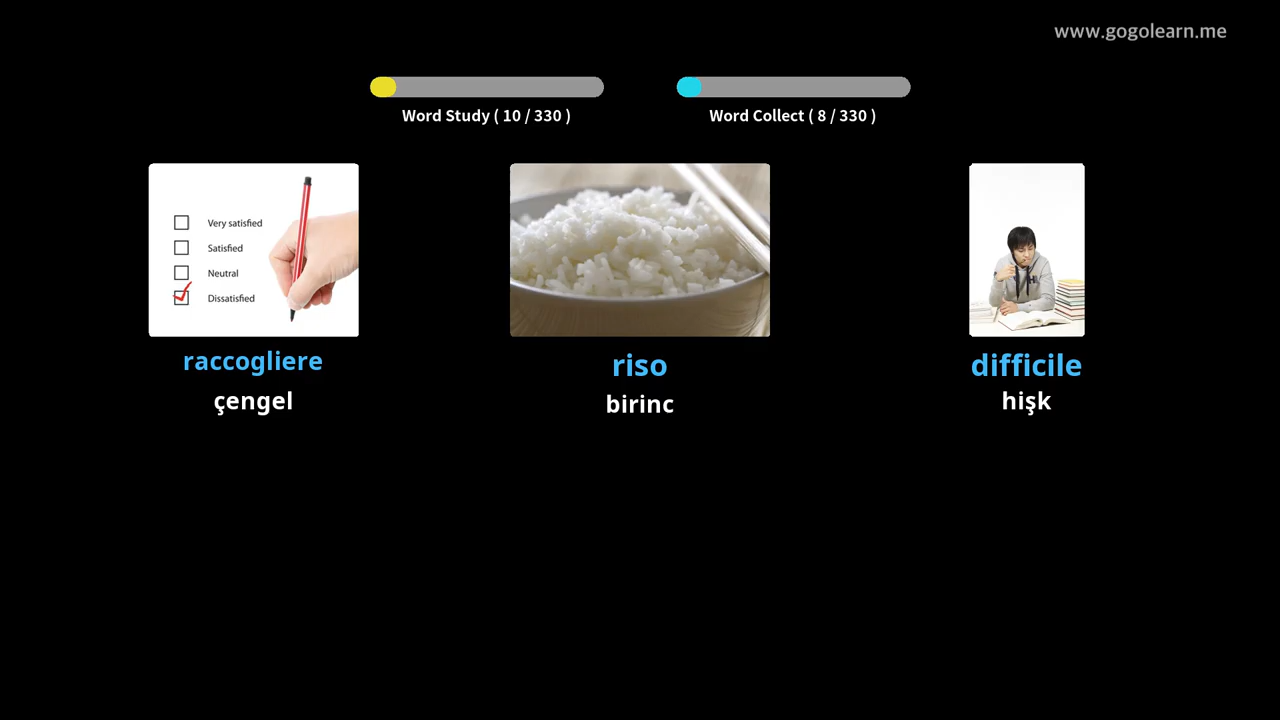 www.gogolearn.me
Word Study ( 10 / 330 )
Word Collect ( 8 / 330 )
Very satisfied
Satisfied
Neutral
Dissatisfied
raccogliere
riso
difficile
çengel
birinc
hişk